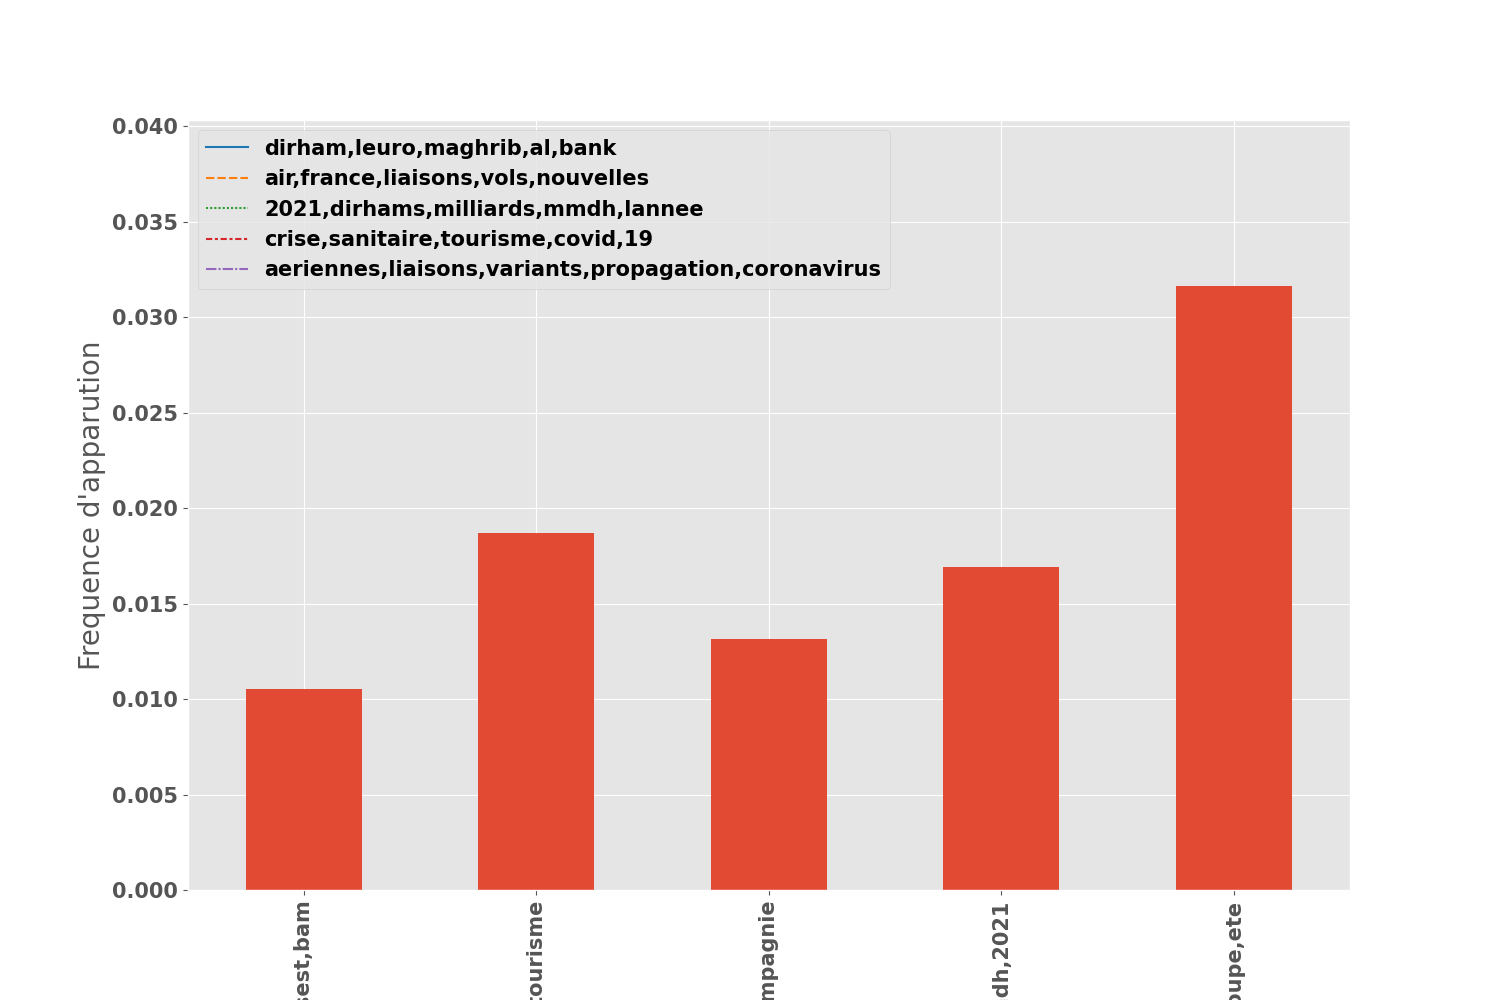 0.040
0.035
0.030
0.025
0.020
0.015
0.010
0.005
0.000
Frequence d'apparution
dirham,leuro,maghrib,al,bank
air,france,liaisons,vols,nouvelles
2021,dirhams,milliards,mmdh,lannee
crise,sanitaire,tourisme,covid,19
aeriennes,liaisons,variants,propagation,coronavirus
sest,bam
tourisme
mpagnie
dh,2021
oupe,ete